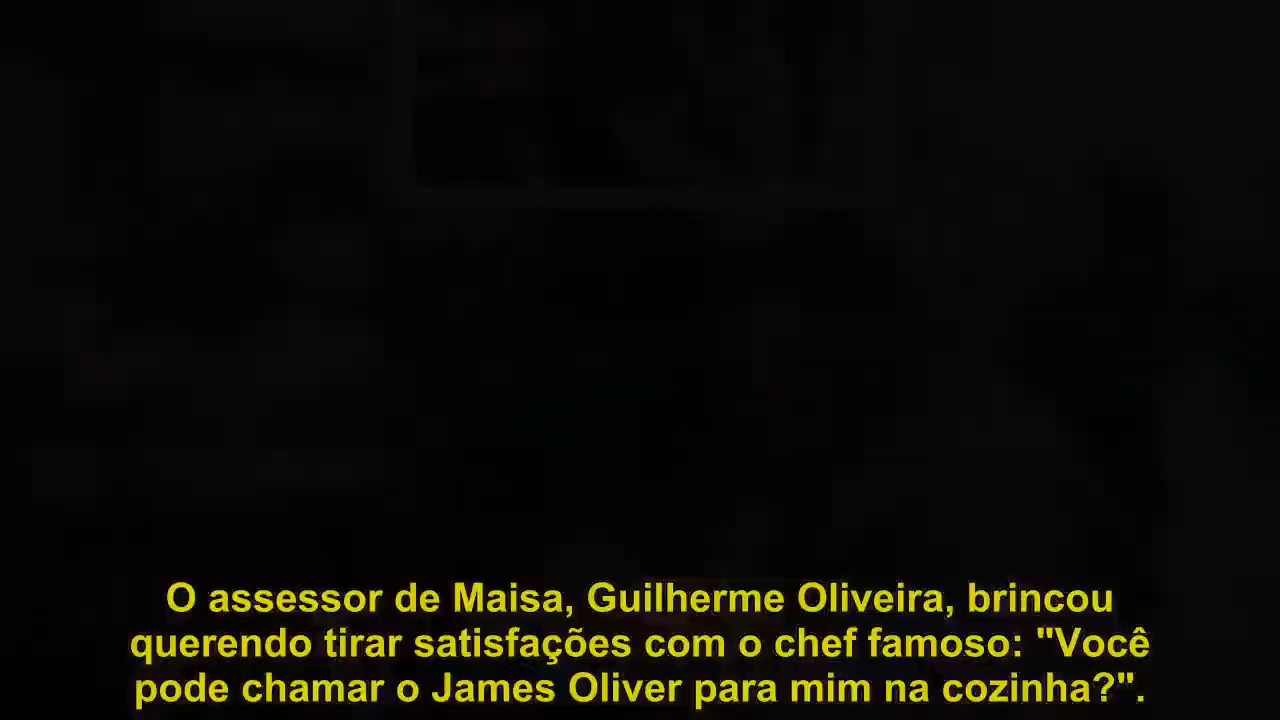 O assessor de Maisa, Guilherme Oliveira, brincou
querendo tirar satisfações com o chef famoso: "Você
pode chamar o James Oliver para mim na cozinha?".